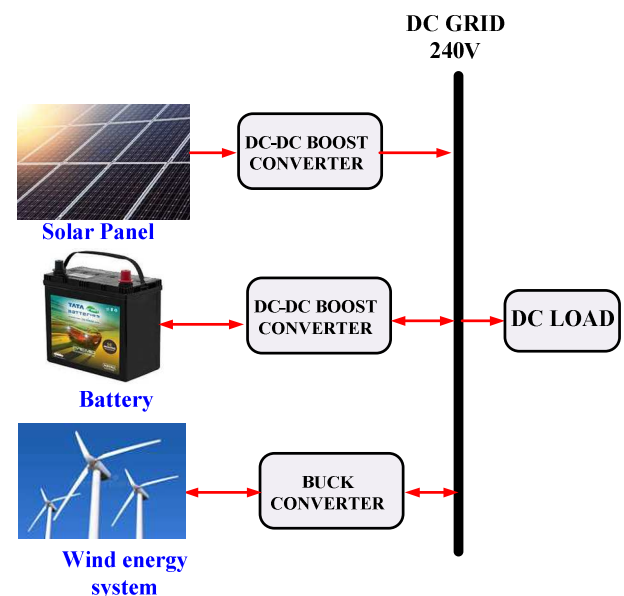 DC GRID
240V
DC-DC BOOST
CONVERTER
Solar Panel
TATA
DC-DC BOOST
CONVERTER
DC LOAD
Battery
BUCK
CONVERTER
Wind energy
system